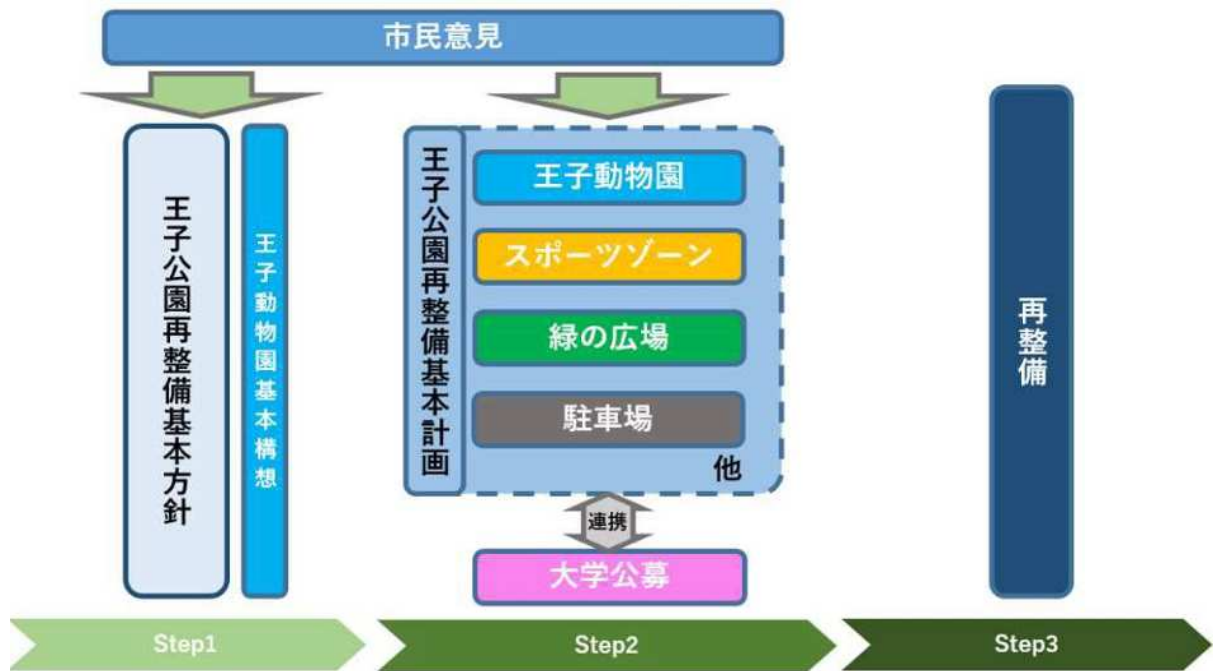 市民意見
王子公園再整備基本方針
王子動物園基本構想
王子公園再整備基本計画
王子動物園
スポーツゾーン
緑の広場
駐車場
他
連携
大学公募
再整備
Step1
Step2
Step3